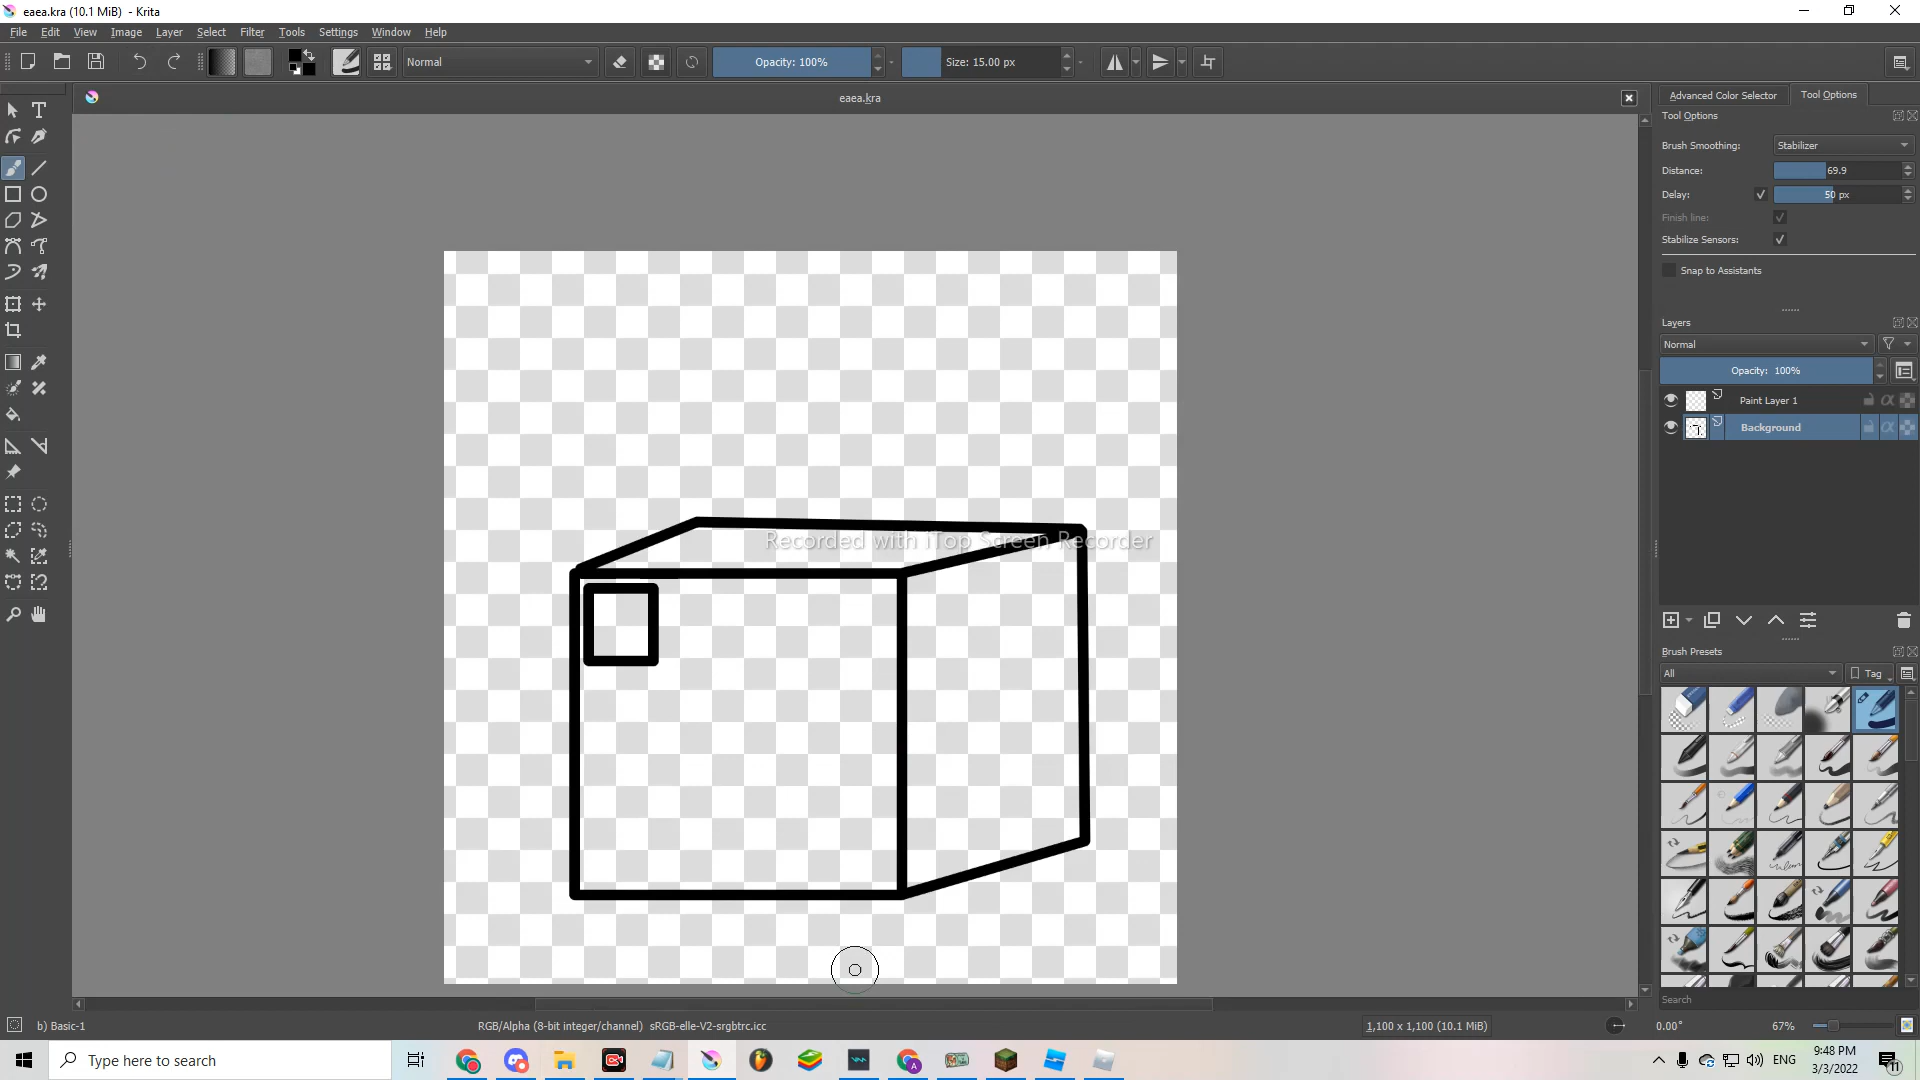 eaea.kra (10.1 MiB) - Krita
File Edit View Image Layer Select Filter Tools Settings Window Help
Normal
Opacity: 100%
Size: 15.00 px
eaea.kra
Advanced Color Selector
Tool Options
Tool Options
Brush Smoothing:
Stabilizer
Distance:
69.9
Delay:
50 px
Finish line:
Stabilize Sensors:
Snap to Assistants
Layers
Normal
Opacity: 100%
Paint Layer 1
Background
Recorded with iTop Screen Recorder
Brush Presets
All
Tag
Search
b) Basic-1
RGB/Alpha (8-bit integer/channel) sRGB-elle-V2-srgbtrc.icc
1,100 x 1,100 (10.1 MiB)
0.00°
67%
Type here to search
A
ENG
9:48 PM
3/3/2022
11